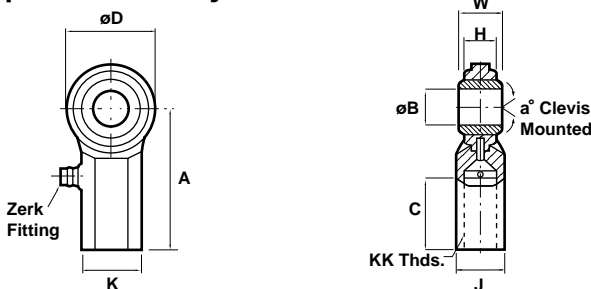 øD
W
H
øB
a° Clevis
Mounted
A
Zerk
Fitting
C
KK Thds.
K
J